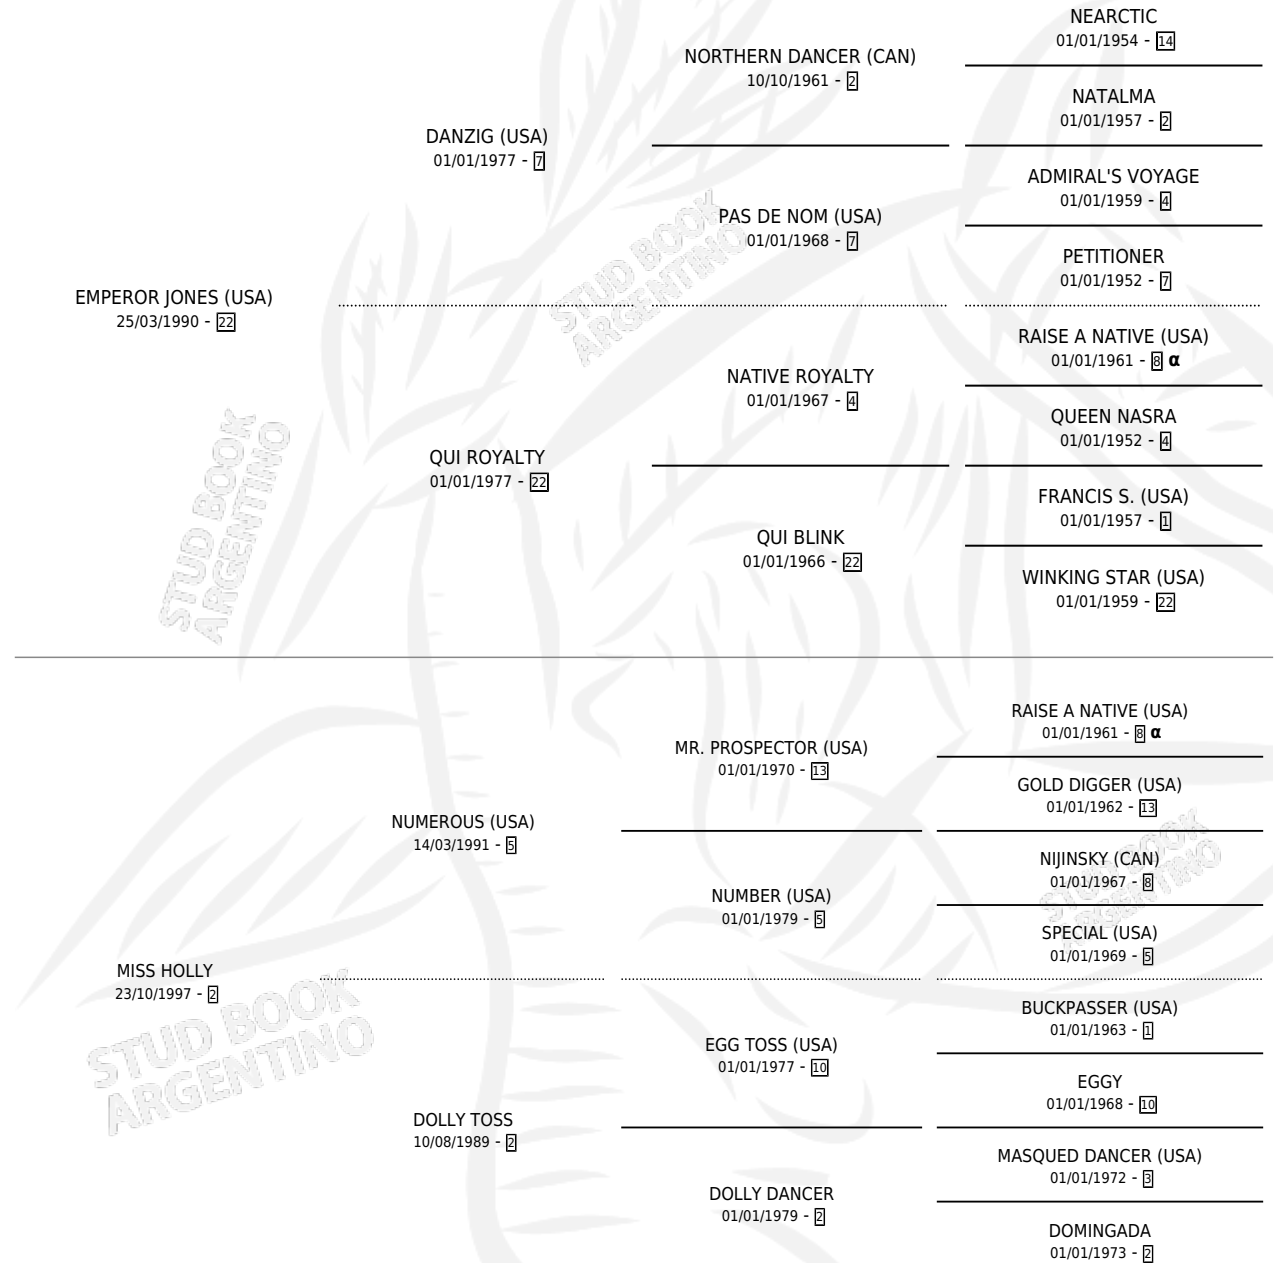 NEARCTIC
01/01/1954 - 14
NORTHERN DANCER (CAN)
10/10/1961 - 2
NATALMA
01/01/1957 - 2
DANZIG (USA)
01/01/1977 - 7
ADMIRAL'S VOYAGE
01/01/1959 - 4
PAS DE NOM (USA)
01/01/1968 - 7
PETITIONER
01/01/1952 - 7
EMPEROR JONES (USA)
25/03/1990 - 22
RAISE A NATIVE (USA)
01/01/1961 - 8 α
NATIVE ROYALTY
01/01/1967 - 4
QUEEN NASRA
01/01/1952 - 4
QUI ROYALTY
01/01/1977 - 22
FRANCIS S. (USA)
01/01/1957 - 1
QUI BLINK
01/01/1966 - 22
WINKING STAR (USA)
01/01/1959 - 22
RAISE A NATIVE (USA)
01/01/1961 - 8 α
MR. PROSPECTOR (USA)
01/01/1970 - 13
GOLD DIGGER (USA)
01/01/1962 - 13
NUMEROUS (USA)
14/03/1991 - 5
NIJINSKY (CAN)
01/01/1967 - 8
NUMBER (USA)
01/01/1979 - 5
SPECIAL (USA)
01/01/1969 - 5
MISS HOLLY
23/10/1997 - 2
BUCKPASSER (USA)
01/01/1963 - 1
EGG TOSS (USA)
01/01/1977 - 10
EGGY
01/01/1968 - 10
DOLLY TOSS
10/08/1989 - 2
MASQUED DANCER (USA)
01/01/1972 - 3
DOLLY DANCER
01/01/1979 - 2
DOMINGADA
01/01/1973 - 2
STUD BOOK
ARGENTINO
STUD BOOK
ARGENTINO
STUD BOOK
ARGENTINO
STUD BOOK
ARGENTINO